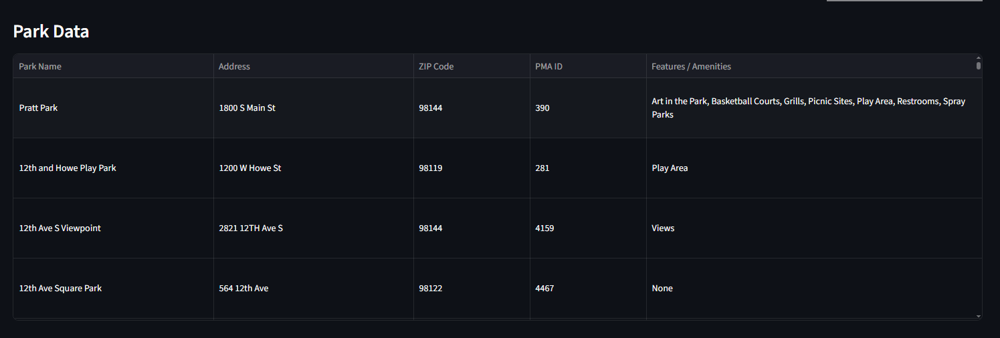 Park Data
Park Name Address ZIP Code PMA ID Features / Amenities
Pratt Park 1800 S Main St 98144 390 Art in the Park, Basketball Courts, Grills, Picnic Sites, Play Area, Restrooms, Spray
Parks
12th and Howe Play Park 1200 W Howe St 98119 281 Play Area
12th Ave S Viewpoint 2821 12TH Ave S 98144 4159 Views
12th Ave Square Park 564 12th Ave 98122 4467 None